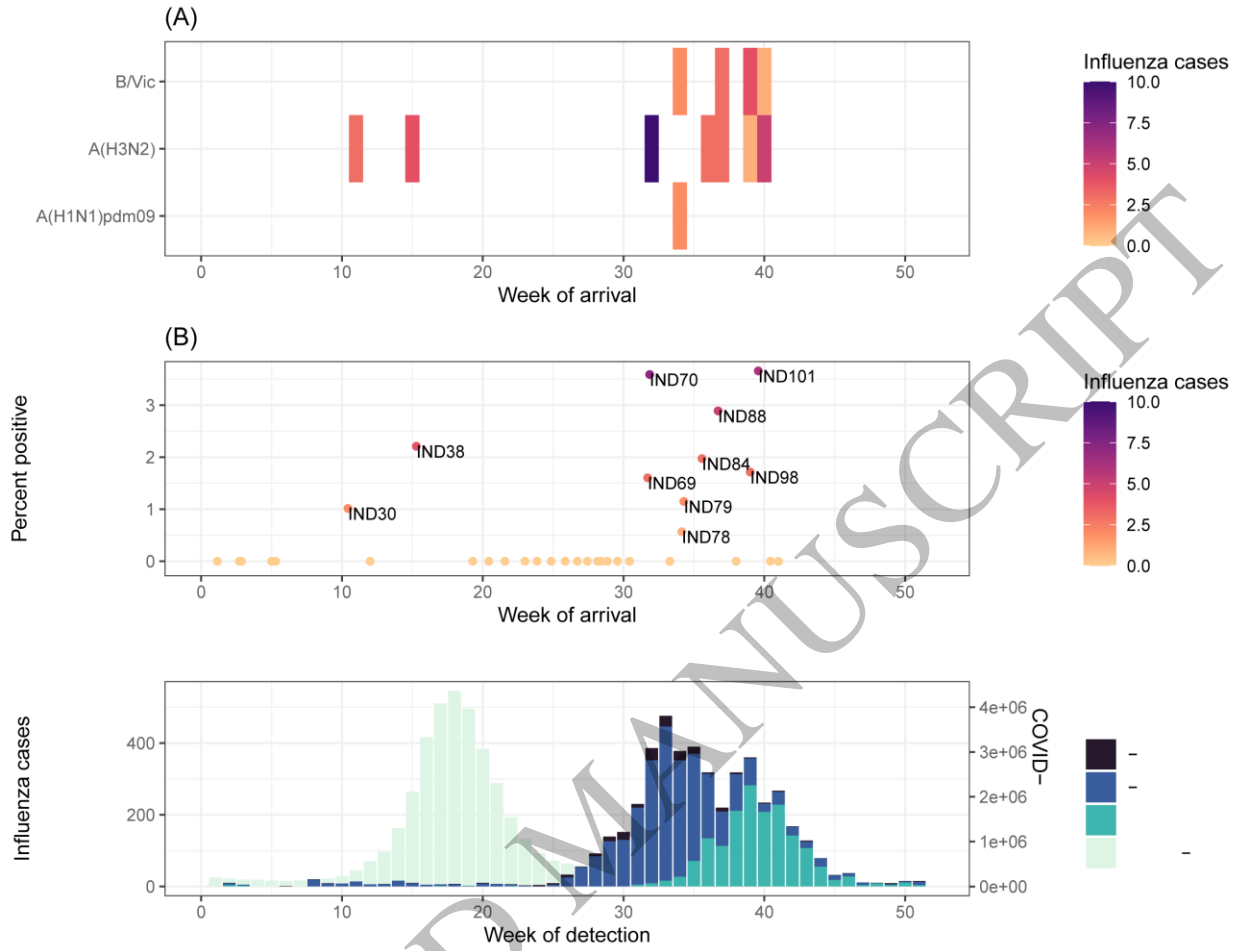 (A)
B/Vic
A(H3N2)
A(H1N1)pdm09
0 10 20 30 40 50
Week of arrival
Influenza cases
10.0
7.5
5.0
2.5
0.0
(B)
Percent positive
3
2
1
0
IND70
IND101
IND88
IND38
IND84
IND98
IND69
IND79
IND30
IND78
0 10 20 30 40 50
Week of arrival
Influenza cases
10.0
7.5
5.0
2.5
0.0
Influenza cases
400
200
0
4e+06
3e+06
2e+06
1e+06
0e+00
COVID−
0 10 20 30 40 50
Week of detection
−
−
−
D MANUSCRIPT